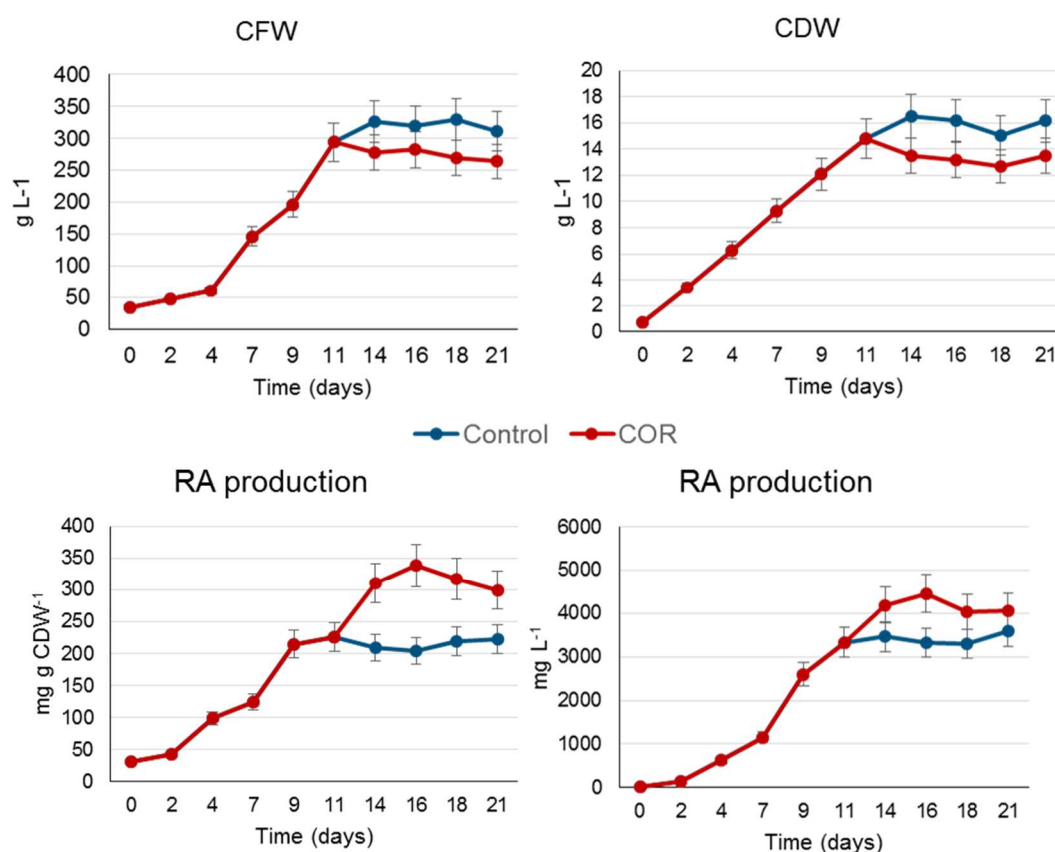 CFW
400
350
300
250
200
150
100
50
0
g L-1
0 2 4 7 9 11 14 16 18 21
Time (days)
CDW
20
18
16
14
12
10
8
6
4
2
0
g L-1
0 2 4 7 9 11 14 16 18 21
Time (days)
Control COR
RA production
400
350
300
250
200
150
100
50
0
mg g CDW⁻¹
0 2 4 7 9 11 14 16 18 21
Time (days)
RA production
6000
5000
4000
3000
2000
1000
0
mg L⁻¹
0 2 4 7 9 11 14 16 18 21
Time (days)